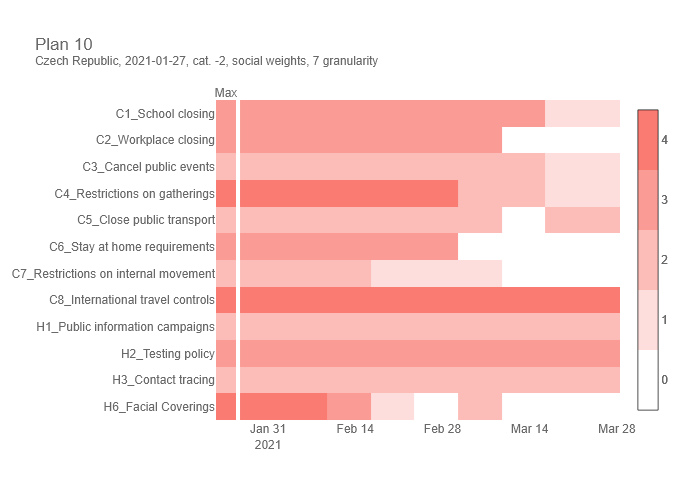 Plan 10
Czech Republic, 2021-01-27, cat. -2, social weights, 7 granularity
Max
C1_School closing
C2_Workplace closing
C3_Cancel public events
C4_Restrictions on gatherings
C5_Close public transport
C6_Stay at home requirements
C7_Restrictions on internal movement
C8_International travel controls
H1_Public information campaigns
H2_Testing policy
H3_Contact tracing
H6_Facial Coverings
Jan 31 Feb 14 Feb 28 Mar 14 Mar 28
2021
4
3
2
1
0